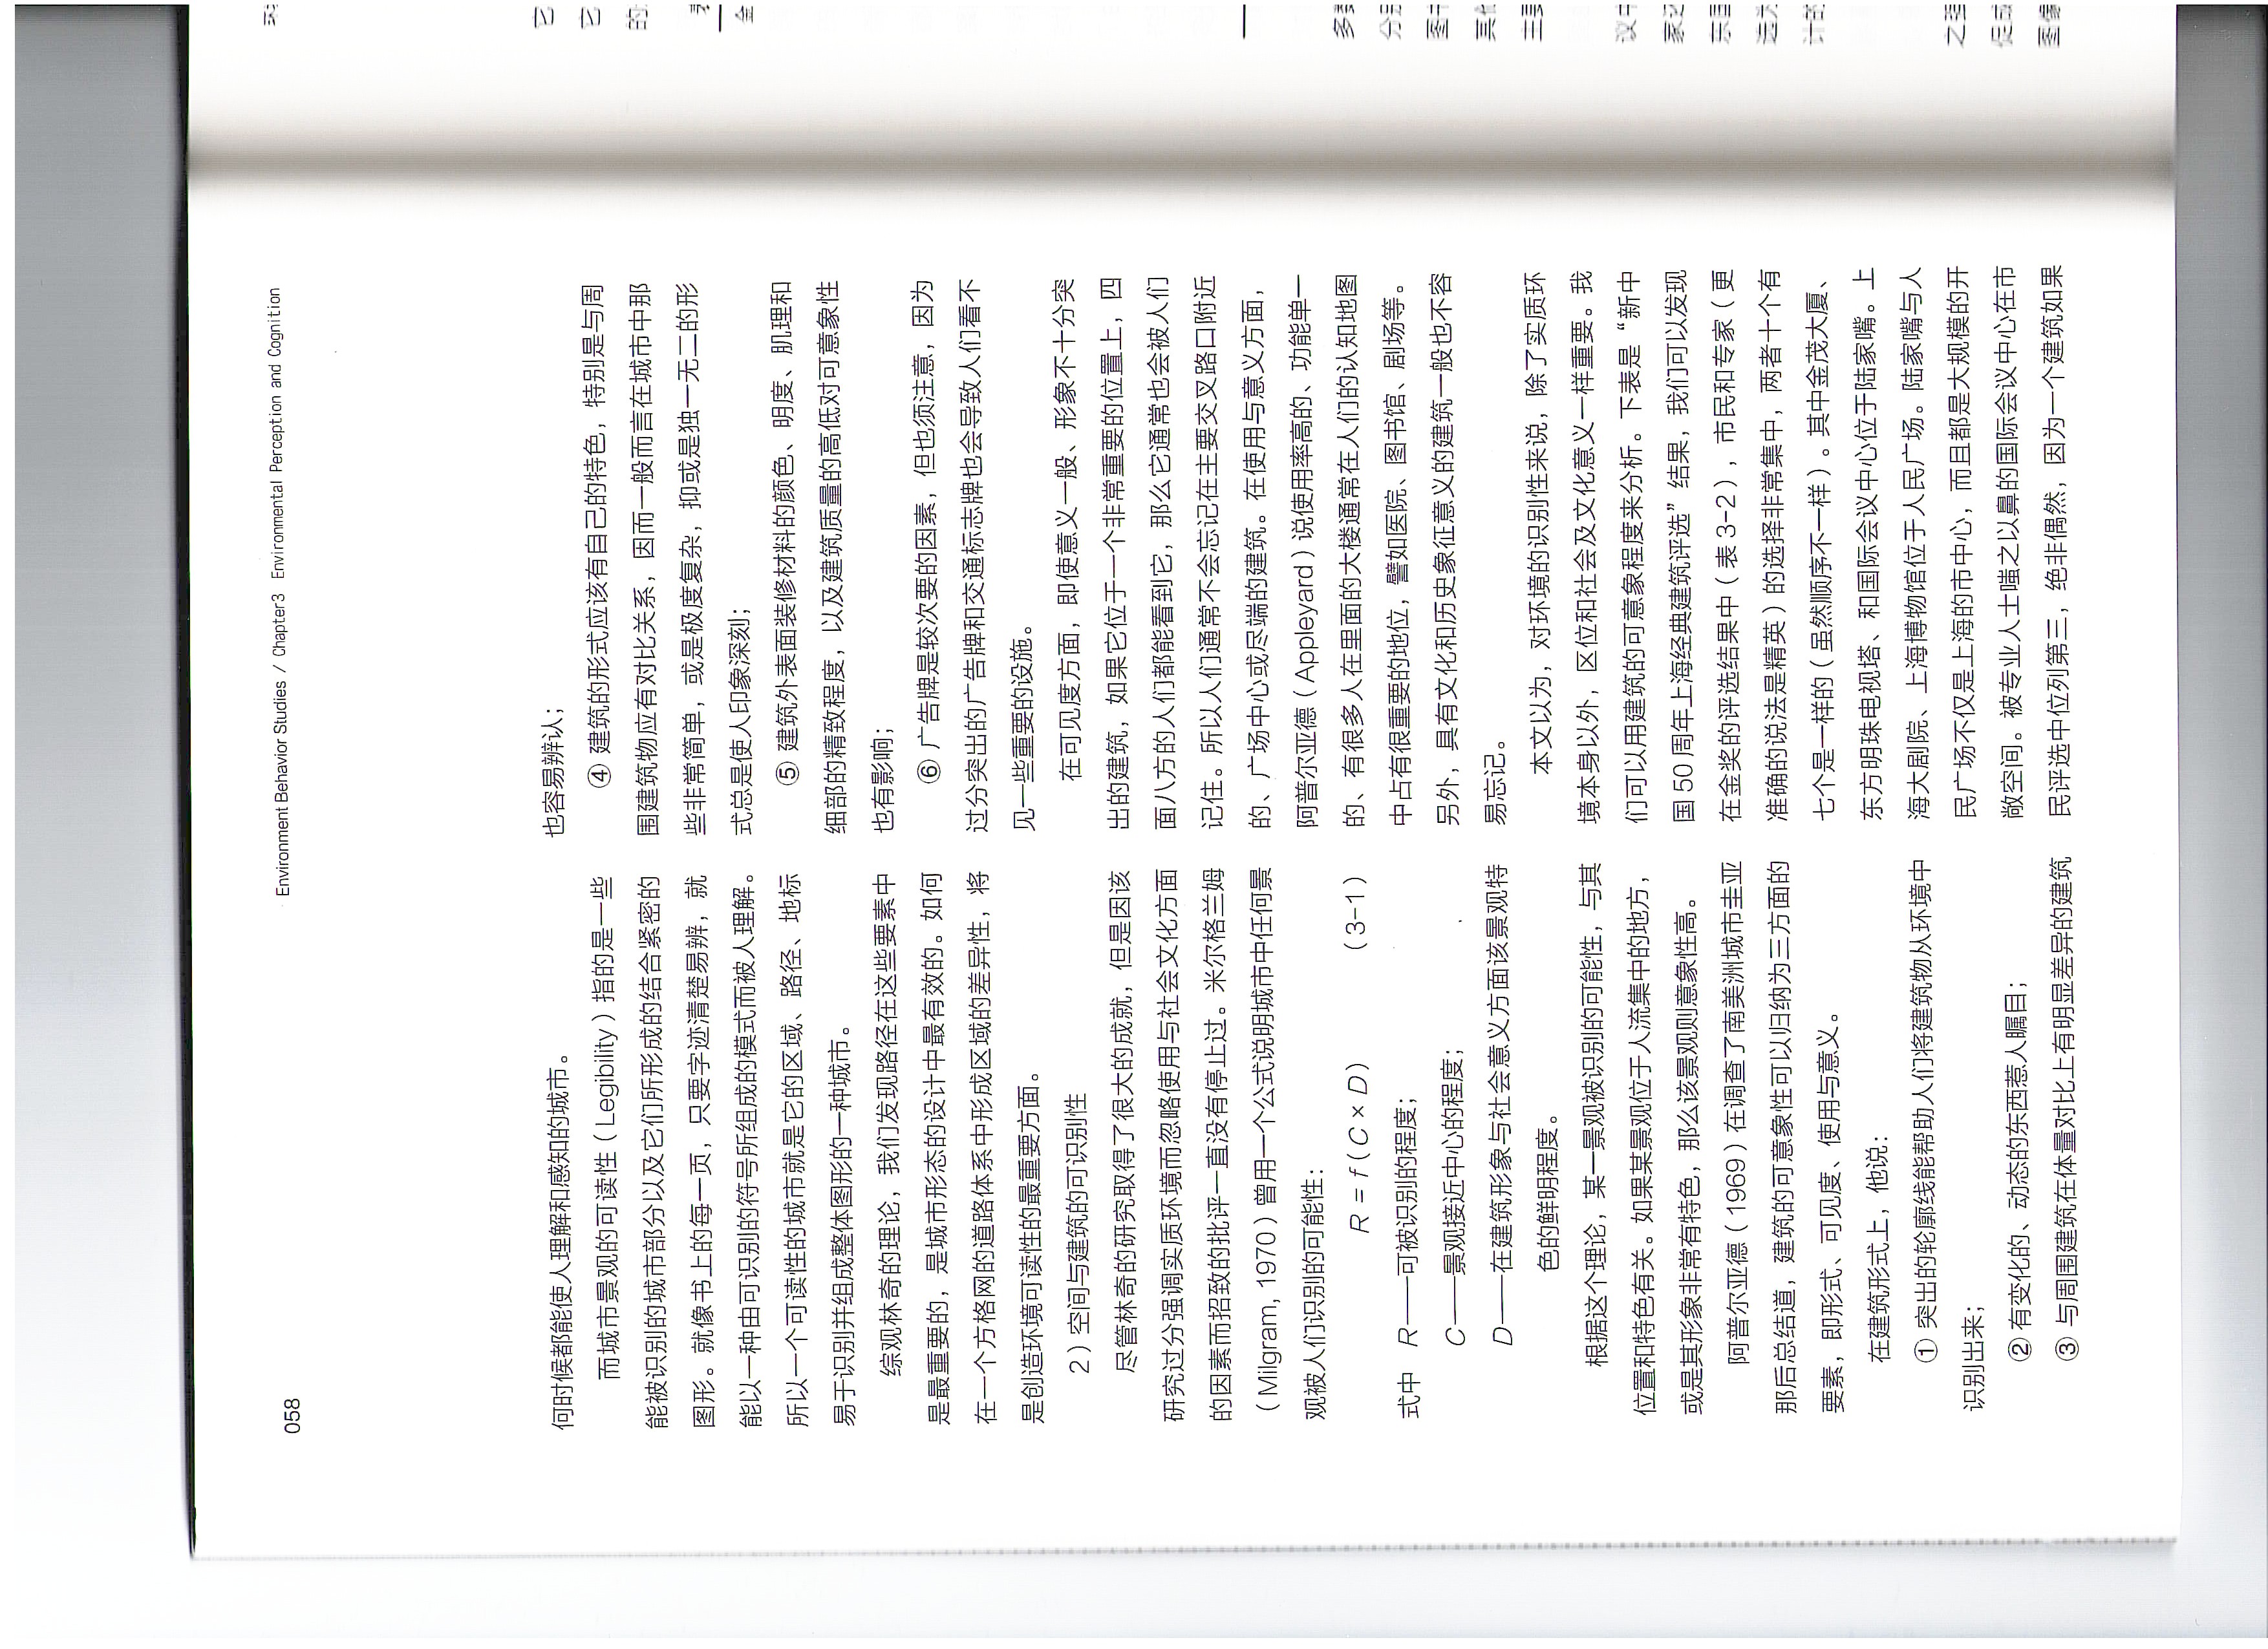 058
Environment Behavior Studies / Chapter3 Environmental Perception and Cognition
何时候都能使人理解和感知的城市。
而城市景观的可读性（Legibility）指的是一些
能被识别的城市部分以及它们所形成的结合紧密的
图形。就像书上的每一页，只要字迹清楚易辨，就
能以一种由可识别的符号所组成的模式而被人理解。
所以一个可读性的城市就是它的区域、路径、地标
易于识别并组成整体图形的一种城市。
综观林奇的理论，我们发现路径在这些要素中
是最重要的，是城市形态的设计中最有效的。如何
在一个方格网的道路体系中形成区域的差异性，将
是创造环境可读性的最重要方面。
2）空间与建筑的可识别性
尽管林奇的研究取得了很大的成就，但是因该
研究过分强调实质环境而忽略使用与社会文化方面
的因素而招致的批评一直没有停止过。米尔格兰姆
（Milgram, 1970）曾用一个公式说明城市中任何景
观被人们识别的可能性：
R = f（C × D） （3-1）
式中 R——可被识别的程度；
C——景观接近中心的程度；
D——在建筑形象与社会意义方面该景观特
色的鲜明程度。
根据这个理论，某一景观被识别的可能性，与其
位置和特色有关。如果某景观位于人流集中的地方，
或是其形象非常有特色，那么该景观则意象性高。
阿普尔亚德（1969）在调查了南美洲城市圭亚
那后总结道，建筑的可意象性可以归纳为三方面的
要素，即形式、可见度、使用与意义。
在建筑形式上，他说：
① 突出的轮廓线能帮助人们将建筑物从环境中
识别出来；
② 有变化的、动态的东西惹人瞩目；
③ 与周围建筑在体量对比上有明显差异的建筑
也容易辨认；
④ 建筑的形式应该有自己的特色，特别是与周
围建筑物应有对比关系，因而一般而言在城市中那
些非常简单，或是极度复杂，抑或是独一无二的形
式总是使人印象深刻；
⑤ 建筑外表面装修材料的颜色、明度、肌理和
细部的精致程度，以及建筑质量的高低对可意象性
也有影响；
⑥ 广告牌是较次要的因素，但也须注意，因为
过分突出的广告牌和交通标志牌也会导致人们看不
见一些重要的设施。
在可见度方面，即使意义一般、形象不十分突
出的建筑，如果它位于一个非常重要的位置上，四
面八方的人们都能看到它，那么它通常也会被人们
记住。所以人们通常不会忘记在主要交叉路口附近
的、广场中心或尽端的建筑。在使用与意义方面，
阿普尔亚德（Appleyard）说使用率高的、功能单一
的、有很多人在里面的大楼通常在人们的认知地图
中占有很重要的地位，譬如医院、图书馆、剧场等。
另外，具有文化和历史象征意义的建筑一般也不容
易忘记。
本文以为，对环境的识别性来说，除了实质环
境本身以外，区位和社会及文化意义一样重要。我
们可以用建筑的可意象程度来分析。下表是“新中
国 50 周年上海经典建筑评选”结果，我们可以发现
在金奖的评选结果中（表 3-2），市民和专家（更
准确的说法是精英）的选择非常集中，两者十个有
七个是一样的（虽然顺序不一样）。其中金茂大厦、
东方明珠电视塔、和国际会议中心位于陆家嘴。上
海大剧院、上海博物馆位于人民广场。陆家嘴与人
民广场不仅是上海的市中心，而且都是大规模的开
敞空间。被专业人士嗤之以鼻的国际会议中心在市
民评选中位列第三，绝非偶然，因为一个建筑如果
它
它
的
金
多
分
图
其
主
议
家
东
选
计
之
促
图